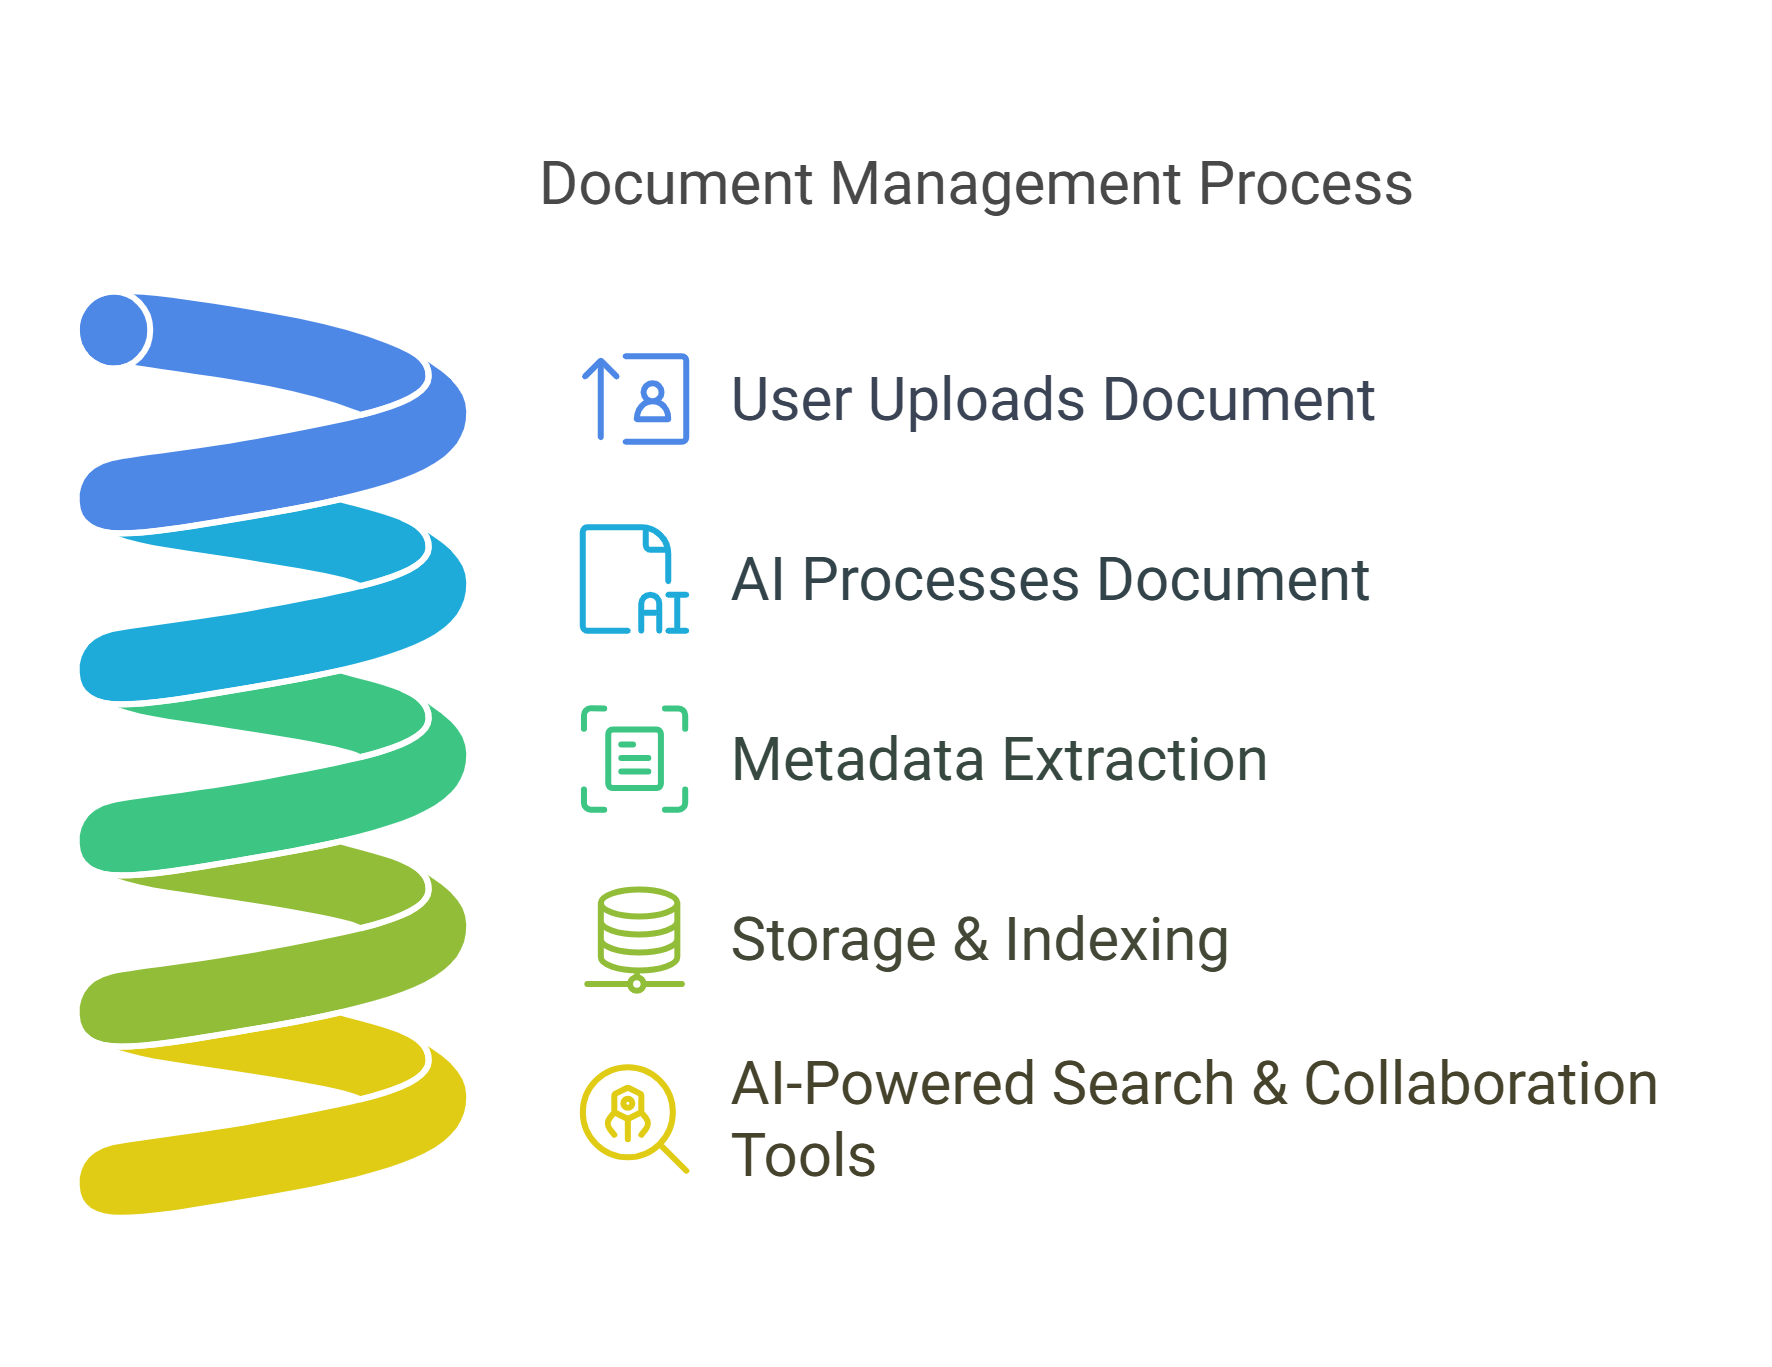 Document Management Process
User Uploads Document
AI
AI Processes Document
Metadata Extraction
Storage & Indexing
AI-Powered Search & Collaboration
Tools